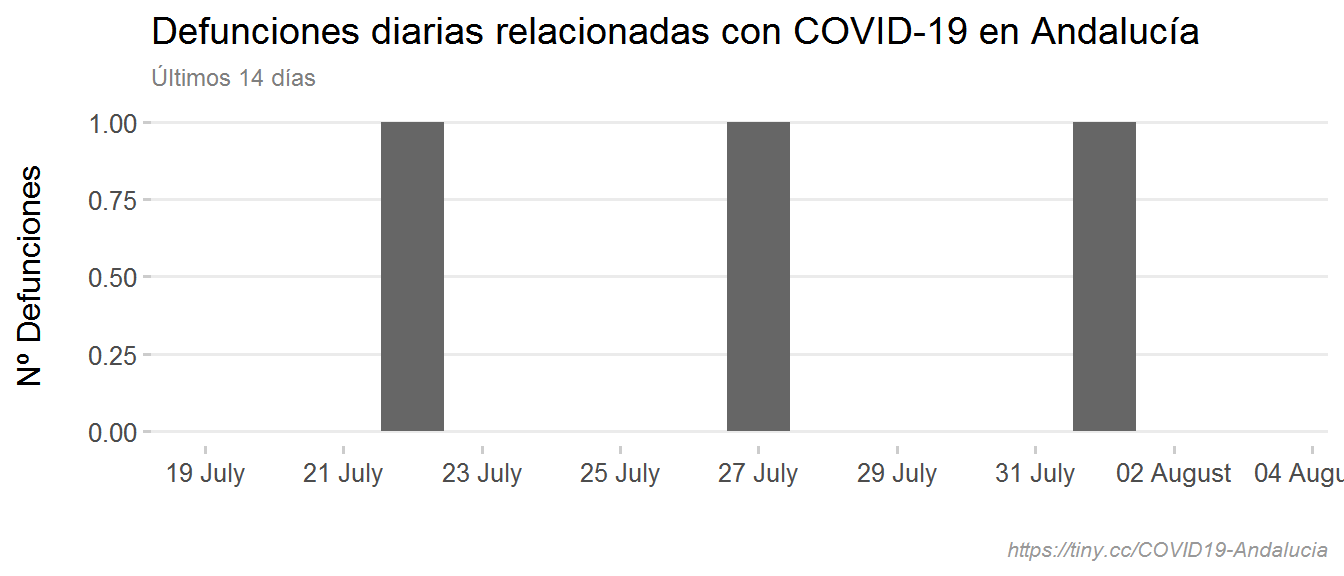 Defunciones diarias relacionadas con COVID-19 en Andalucía
Últimos 14 días
Nº Defunciones
1.00
0.75
0.50
0.25
0.00
19 July 21 July 23 July 25 July 27 July 29 July 31 July 02 August 04 Augu
https://tiny.cc/COVID19-Andalucia